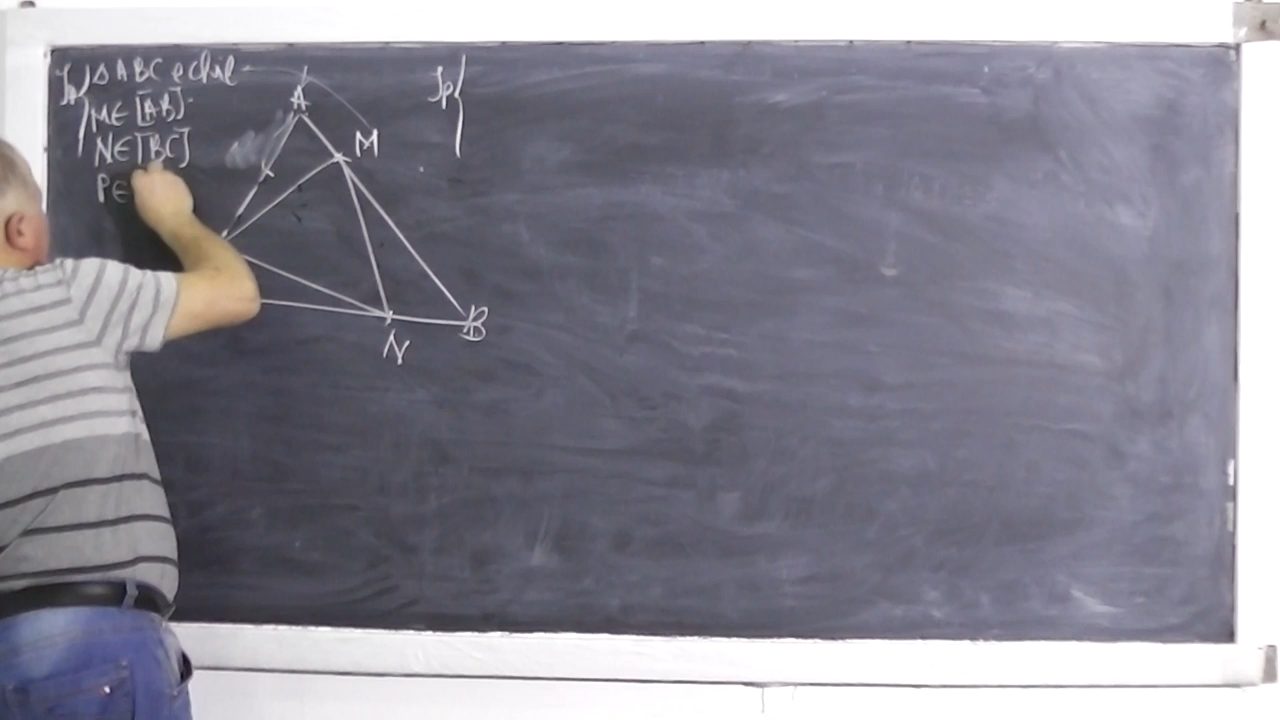 Ip { △ABC echil
M∈[AB]
N∈[BC]
P∈
A
M
N
B
Ip {